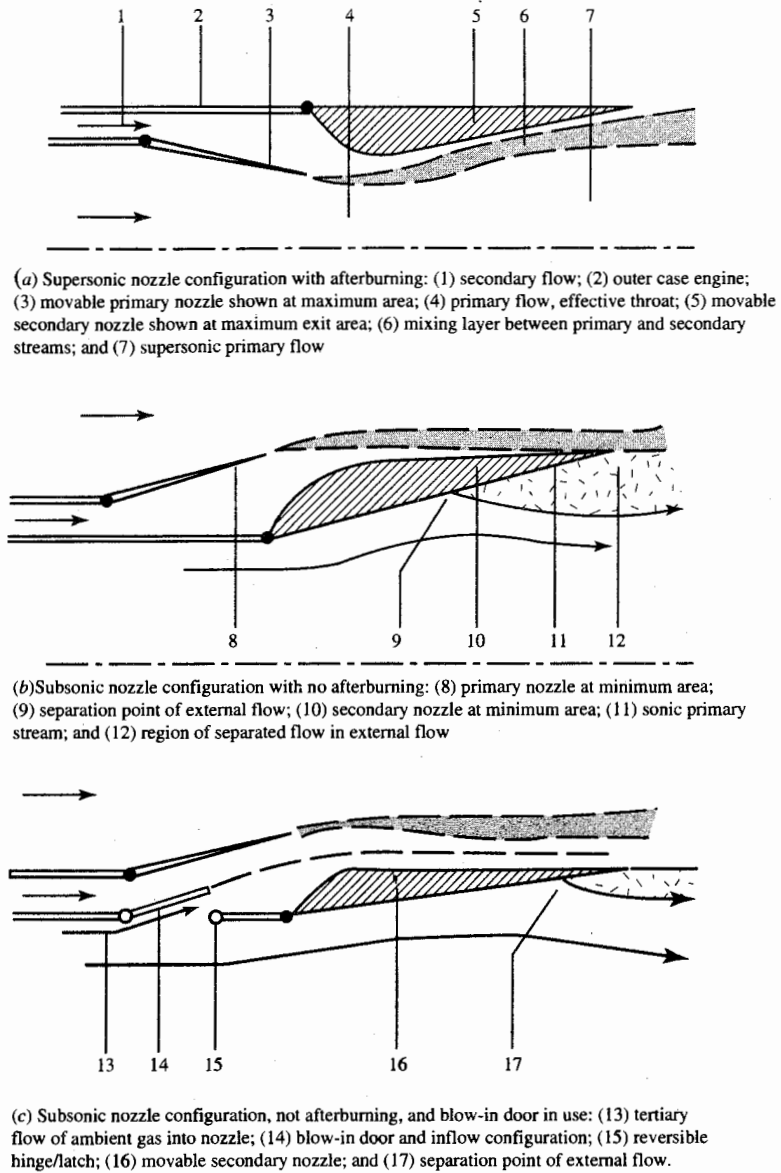 1 2 3 4 5 6 7
(a) Supersonic nozzle configuration with afterburning: (1) secondary flow; (2) outer case engine;
(3) movable primary nozzle shown at maximum area; (4) primary flow, effective throat; (5) movable
secondary nozzle shown at maximum exit area; (6) mixing layer between primary and secondary
streams; and (7) supersonic primary flow
8 9 10 11 12
(b)Subsonic nozzle configuration with no afterburning: (8) primary nozzle at minimum area;
(9) separation point of external flow; (10) secondary nozzle at minimum area; (11) sonic primary
stream; and (12) region of separated flow in external flow
13 14 15 16 17
(c) Subsonic nozzle configuration, not afterburning, and blow-in door in use: (13) tertiary
flow of ambient gas into nozzle; (14) blow-in door and inflow configuration; (15) reversible
hinge/latch; (16) movable secondary nozzle; and (17) separation point of external flow.